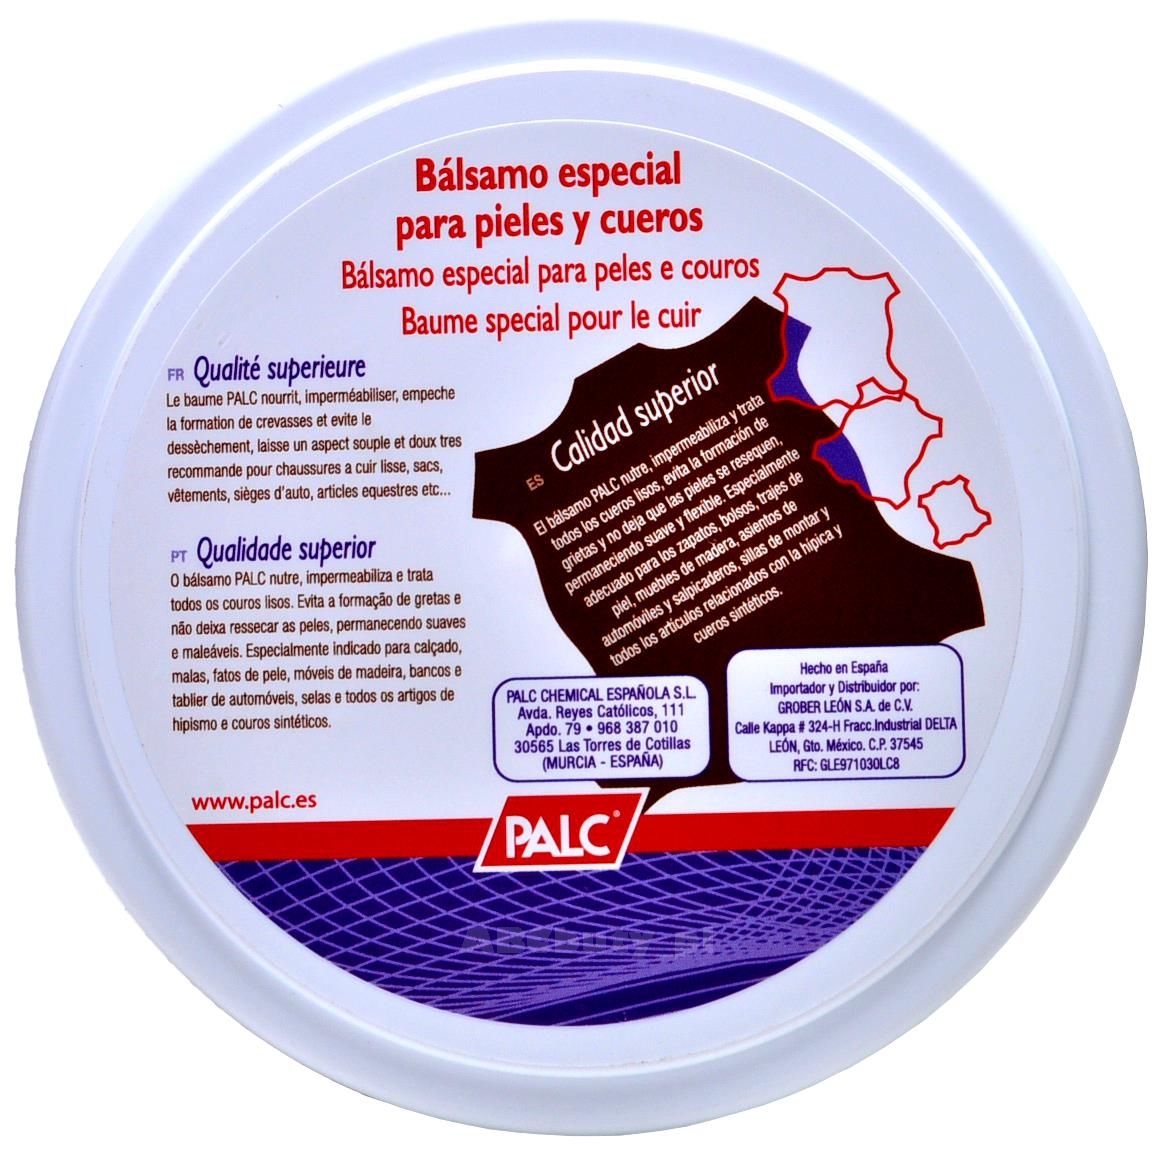 Bálsamo especial
para pieles y cueros
Bálsamo especial para peles e couros
Baume special pour le cuir
FR Qualité superieure
Le baume PALC nourrit, imperméabiliser, empeche
la formation de crevasses et evite le
dessèchement, laisse un aspect souple et doux tres
recommande pour chaussures a cuir lisse, sacs,
vêtements, sièges d'auto, articles equestres etc...
PT Qualidade superior
O bálsamo PALC nutre, impermeabiliza e trata
todos os couros lisos. Evita a formação de gretas e
não deixa ressecar as peles, permanecendo suaves
e maleáveis. Especialmente indicado para calçado,
malas, fatos de pele, móveis de madeira, bancos e
tablier de automóveis, selas e todos os artigos de
hipismo e couros sintéticos.
ES Calidad superior
El bálsamo PALC nutre, impermeabiliza y trata
todos los cueros lisos, evita la formación de
grietas y no deja que las pieles se resequen,
permaneciendo suave y flexible. Especialmente
adecuado para los zapatos, bolsos, trajes de
piel, muebles de madera, asientos de
automóviles y salpicaderos, sillas de montar y
todos los artículos relacionados con la hípica y
cueros sintéticos.
PALC CHEMICAL ESPAÑOLA S.L.
Avda. Reyes Católicos, 111
Apdo. 79 • 968 387 010
30565 Las Torres de Cotillas
(MURCIA - ESPAÑA)
Hecho en España
Importador y Distribuidor por:
GROBER LEÓN S.A. de C.V.
Calle Kappa # 324-H Fracc.Industrial DELTA
LEÓN, Gto. México. C.P. 37545
RFC: GLE971030LC8
www.palc.es
PALC®